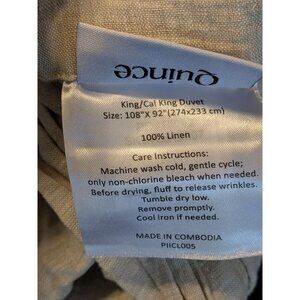 Quince
King/Cal King Duvet
Size: 108"X 92"(274x233 cm)
100% Linen
Care Instructions:
Machine wash cold, gentle cycle;
only non-chlorine bleach when needed.
Before drying, fluff to release wrinkles.
Tumble dry low.
Remove promptly.
Cool iron if needed.
MADE IN CAMBODIA
PIICL005